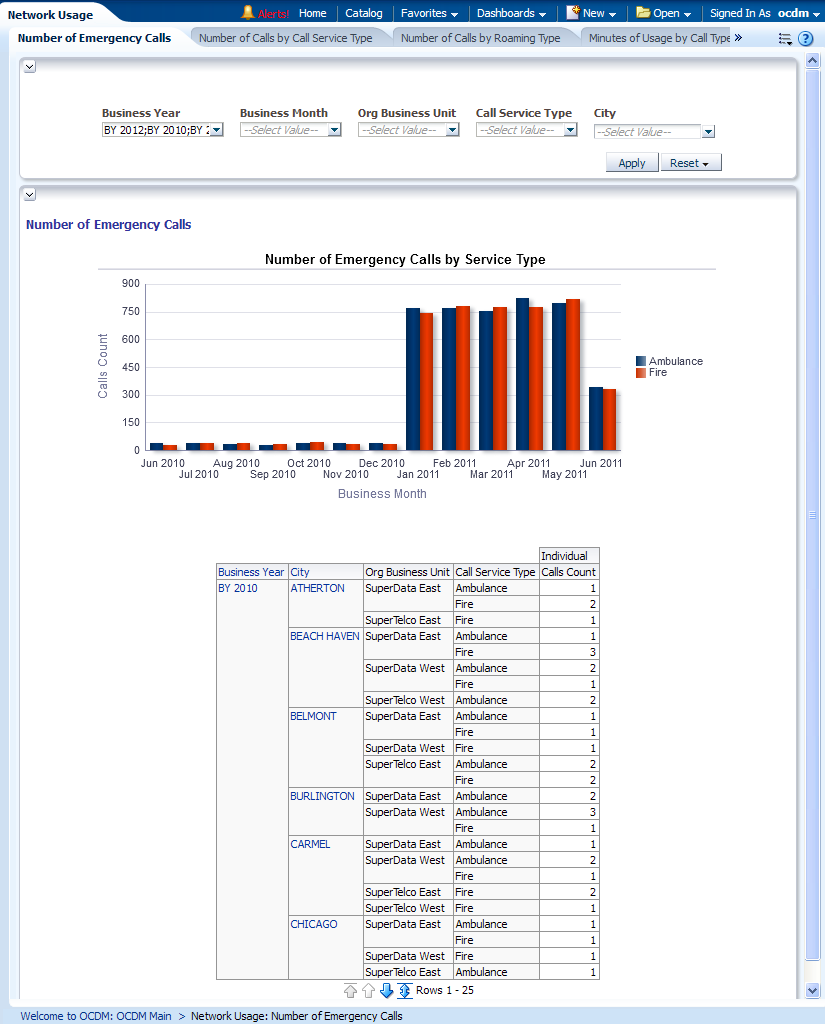 Network Usage
Alerts! Home Catalog Favorites Dashboards New Open Signed In As ocdm
Number of Emergency Calls Number of Calls by Call Service Type Number of Calls by Roaming Type Minutes of Usage by Call Type »
Business Year Business Month Org Business Unit Call Service Type City
BY 2012;BY 2010;BY --Select Value-- --Select Value-- --Select Value-- --Select Value--
Apply Reset
Number of Emergency Calls
Number of Emergency Calls by Service Type
900
750
600
450
300
150
0
Calls Count
Ambulance
Fire
Jun 2010 Aug 2010 Oct 2010 Dec 2010 Feb 2011 Apr 2011 Jun 2011
Jul 2010 Sep 2010 Nov 2010 Jan 2011 Mar 2011 May 2011
Business Month
Individual
Business Year City Org Business Unit Call Service Type Calls Count
BY 2010 ATHERTON SuperData East Ambulance 1
Fire 2
SuperTelco East Fire 1
BEACH HAVEN SuperData East Ambulance 1
Fire 3
SuperData West Ambulance 2
Fire 1
SuperTelco West Ambulance 2
BELMONT SuperData East Ambulance 1
Fire 1
SuperData West Fire 1
SuperTelco East Ambulance 2
Fire 2
BURLINGTON SuperData East Ambulance 2
SuperData West Ambulance 3
Fire 1
CARMEL SuperData East Ambulance 1
SuperData West Ambulance 2
Fire 1
SuperTelco East Fire 2
SuperTelco West Fire 1
CHICAGO SuperData East Ambulance 1
Fire 1
SuperData West Fire 1
SuperTelco East Ambulance 1
Rows 1 - 25
Welcome to OCDM: OCDM Main > Network Usage: Number of Emergency Calls